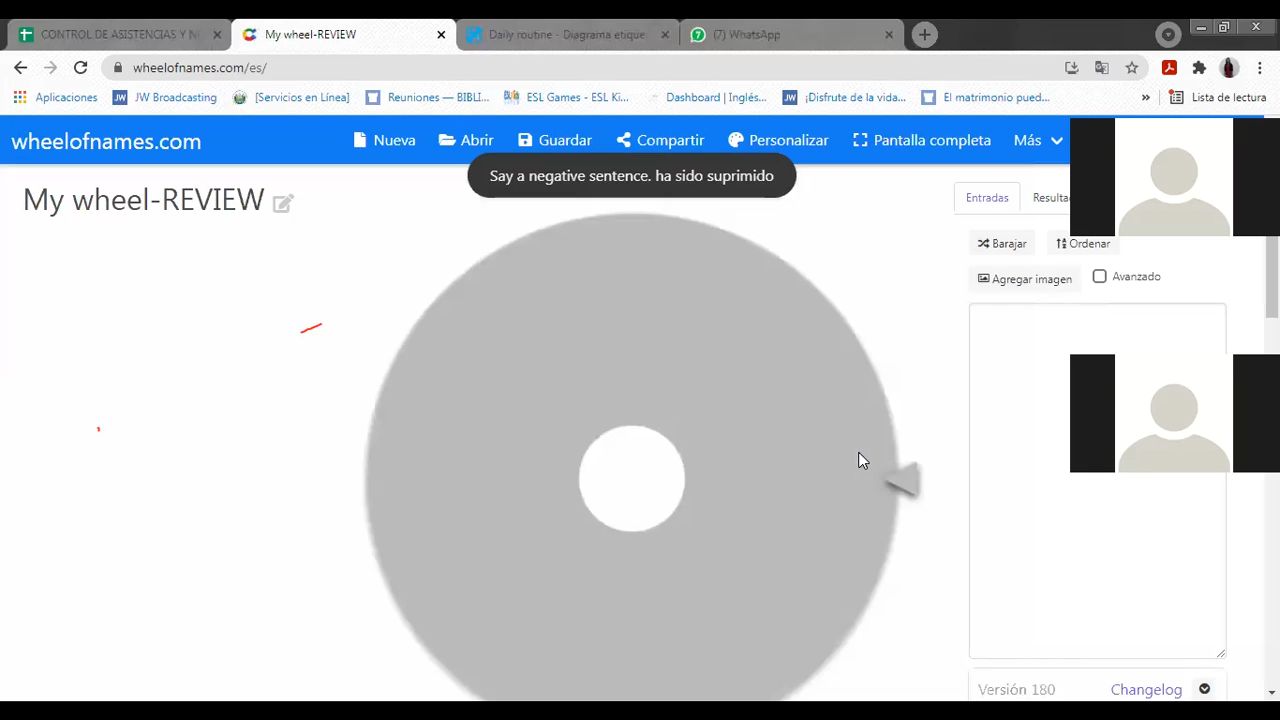 CONTROL DE ASISTENCIAS Y N
My wheel-REVIEW
Daily routine - Diagrama etique
(7) WhatsApp
wheelofnames.com/es/
Aplicaciones
JW Broadcasting
[Servicios en Línea]
Reuniones — BIBLI...
ESL Games - ESL Ki...
Dashboard | Inglés...
¡Disfrute de la vida...
El matrimonio pued...
»
Lista de lectura
wheelofnames.com
Nueva
Abrir
Guardar
Compartir
Personalizar
Pantalla completa
Más
Say a negative sentence. ha sido suprimido
My wheel-REVIEW
Entradas
Resulta
Barajar
Ordenar
Agregar imagen
Avanzado
Versión 180
Changelog